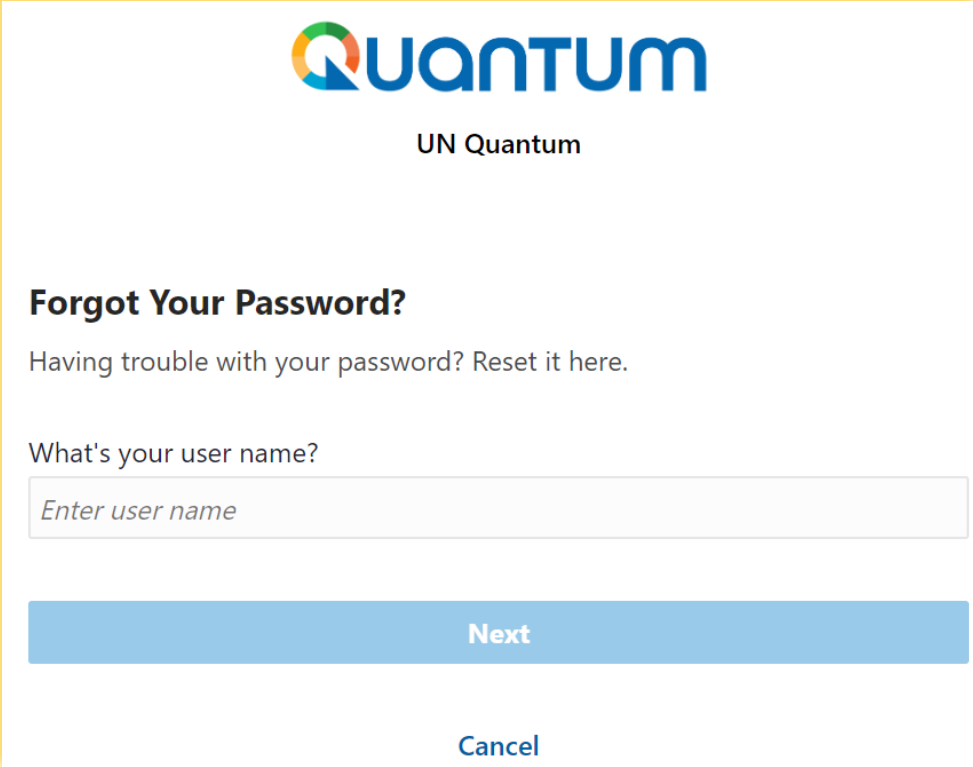 QUANTUM
UN Quantum
Forgot Your Password?
Having trouble with your password? Reset it here.
What's your user name?
Enter user name
Next
Cancel